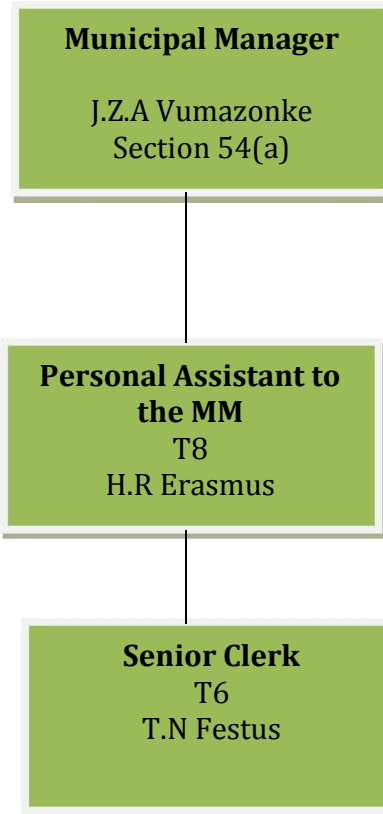 Municipal Manager
J.Z.A Vumazonke
Section 54(a)
Personal Assistant to
the MM
T8
H.R Erasmus
Senior Clerk
T6
T.N Festus